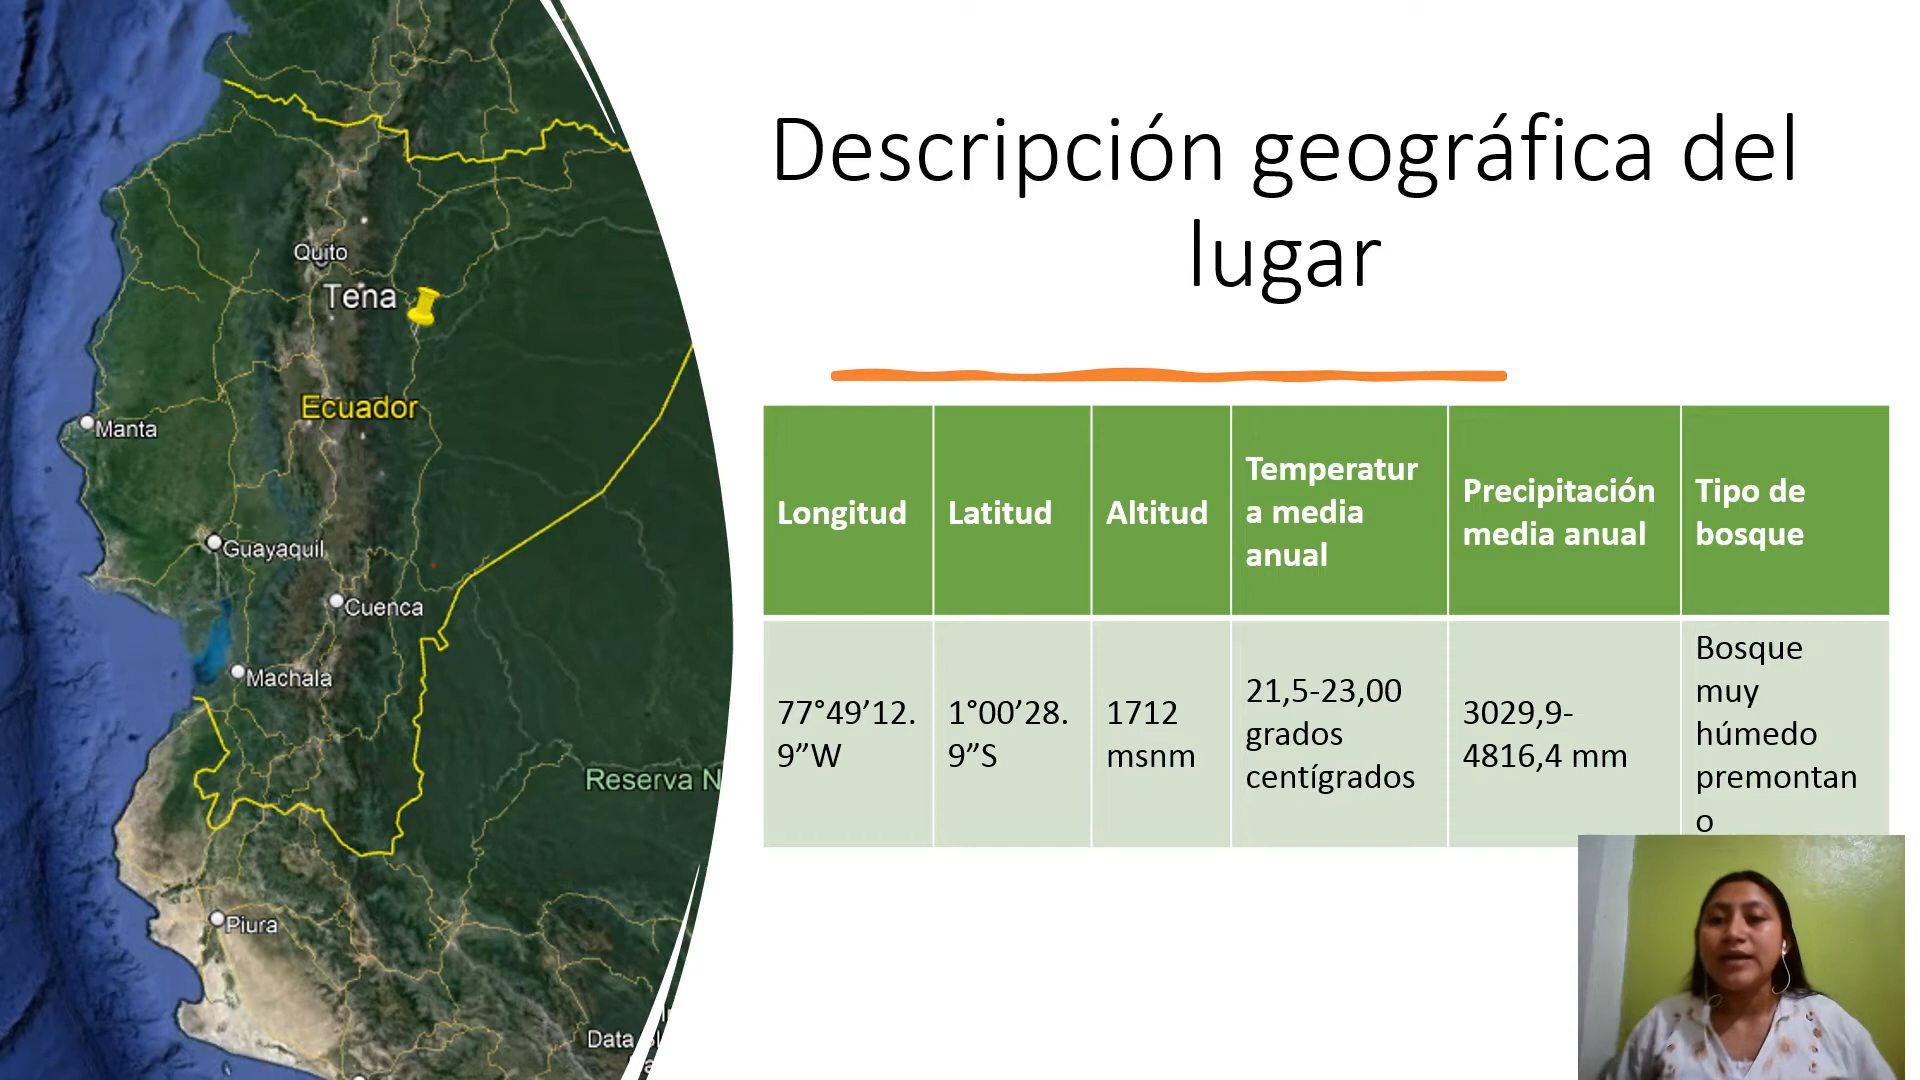 Descripción geográfica del
lugar
Quito
Tena
Ecuador
Manta
Guayaquil
Cuenca
Machala
Piura
Reserva N
Data
Longitud
Latitud
Altitud
Temperatur
a media
anual
Precipitación
media anual
Tipo de
bosque
77°49’12.
9”W
1°00’28.
9”S
1712
msnm
21,5-23,00
grados
centígrados
3029,9-
4816,4 mm
Bosque
muy
húmedo
premontan
o